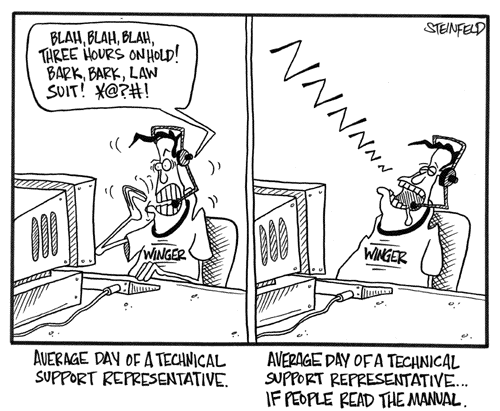 BLAH, BLAH, BLAH,
THREE HOURS ON HOLD!
BARK, BARK, LAW
SUIT! *@?#!
WINGER
AVERAGE DAY OF A TECHNICAL
SUPPORT REPRESENTATIVE.
STEINFELD
ZZZZZZZZ
WINGER
AVERAGE DAY OF A TECHNICAL
SUPPORT REPRESENTATIVE...
IF PEOPLE READ THE MANUAL.